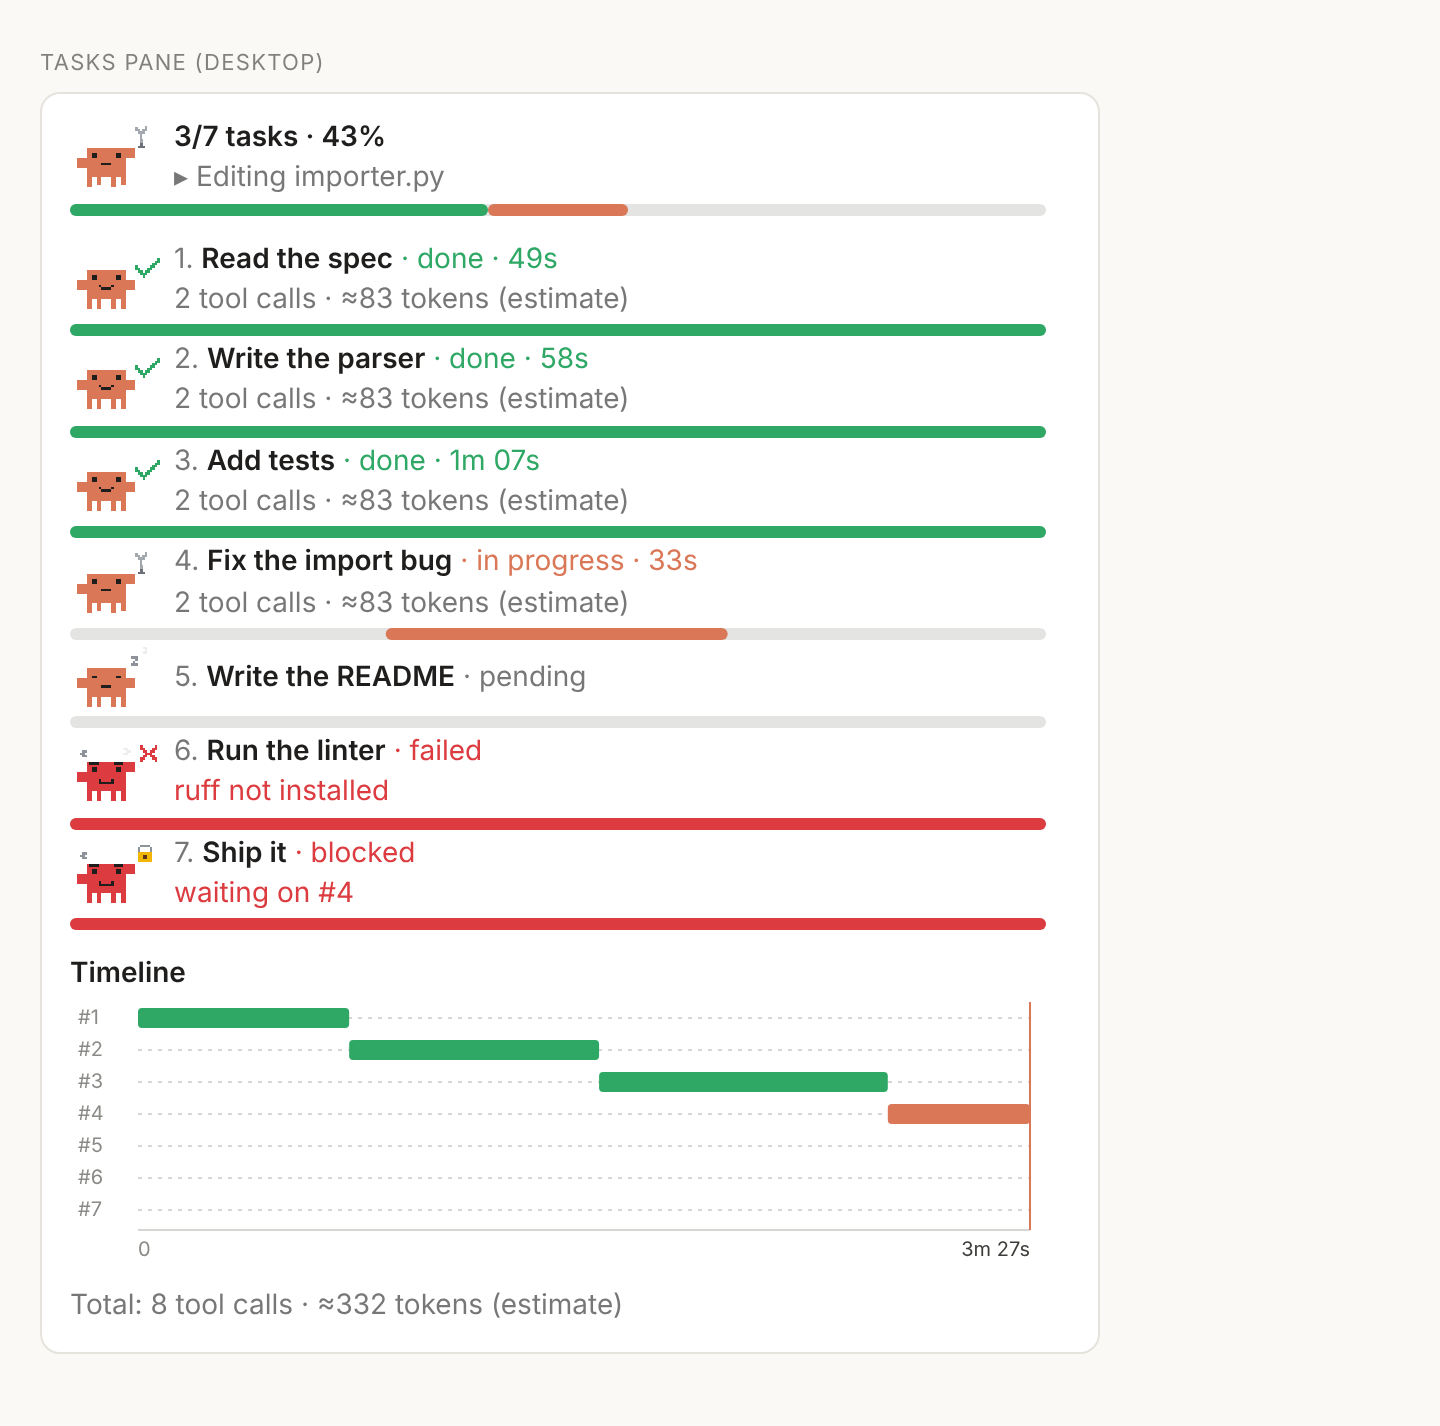 TASKS PANE (DESKTOP)
3/7 tasks · 43%
▸ Editing importer.py
1. Read the spec · done · 49s
2 tool calls · ≈83 tokens (estimate)
2. Write the parser · done · 58s
2 tool calls · ≈83 tokens (estimate)
3. Add tests · done · 1m 07s
2 tool calls · ≈83 tokens (estimate)
4. Fix the import bug · in progress · 33s
2 tool calls · ≈83 tokens (estimate)
5. Write the README · pending
6. Run the linter · failed
ruff not installed
7. Ship it · blocked
waiting on #4
Timeline
#1
#2
#3
#4
#5
#6
#7
0 3m 27s
Total: 8 tool calls · ≈332 tokens (estimate)